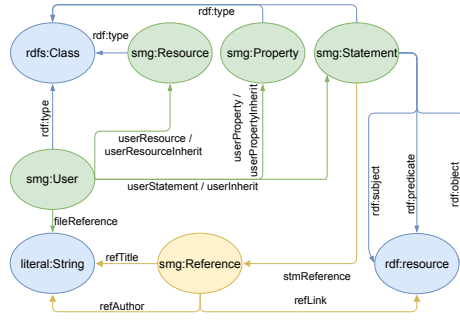 rdf:type
rdf:type
rdfs:Class
smg:Resource
smg:Property
smg:Statement
rdf:type
userResource /
userResourceInherit
userProperty /
userPropertyInherit
rdf:subject
rdf:predicate
rdf:object
smg:User
userStatement / userInherit
fileReference
literal:String
refTitle
smg:Reference
stmReference
rdf:resource
refAuthor
refLink